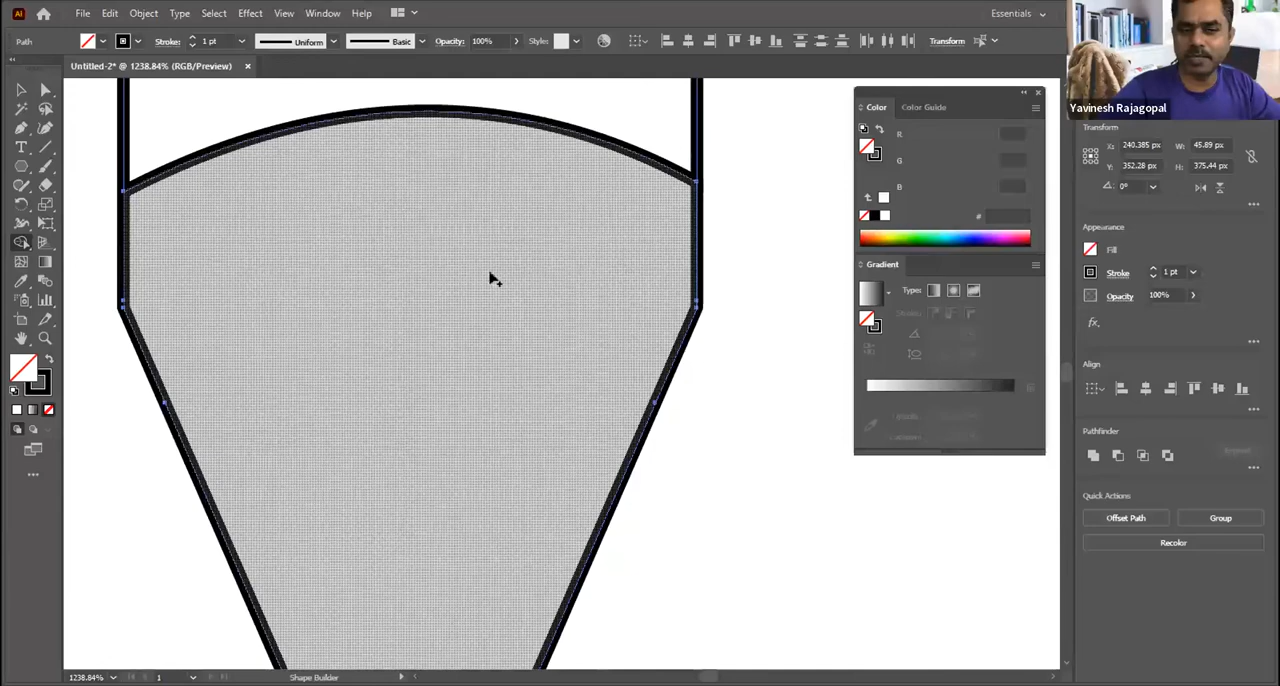 Ai File Edit Object Type Select Effect View Window Help Essentials
Path Stroke: 1 pt Uniform Basic Opacity: 100% Style: Transform
Untitled-2* @ 1238.84% (RGB/Preview) ×
Yavinesh Rajagopal
Color Color Guide
R
G
B
#
Gradient
Types:
Transform
X: 240.385 px W: 45.89 px
Y: 352.28 px H: 375.44 px
0°
Appearance
Fill
Stroke 1 pt
Opacity 100%
fx.
Align
Pathfinder
Quick Actions
Offset Path Group
Recolor
1238.84% 1 Shape Builder